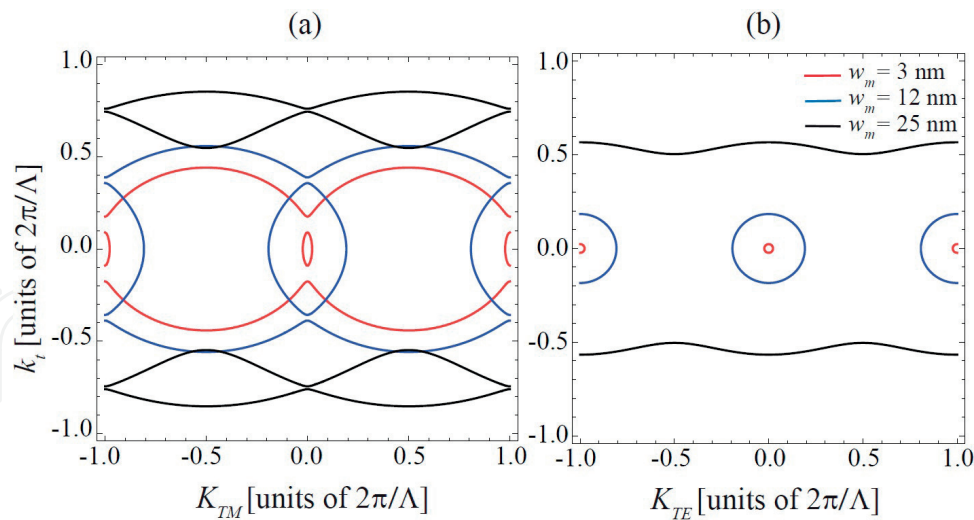 (a)
(b)
1.0
0.5
0.0
-0.5
-1.0
-1.0
-0.5
0.0
0.5
1.0
k_t [units of 2π/Λ]
K_TM [units of 2π/Λ]
1.0
0.5
0.0
-0.5
-1.0
-1.0
-0.5
0.0
0.5
1.0
w_m = 3 nm
w_m = 12 nm
w_m = 25 nm
K_TE [units of 2π/Λ]